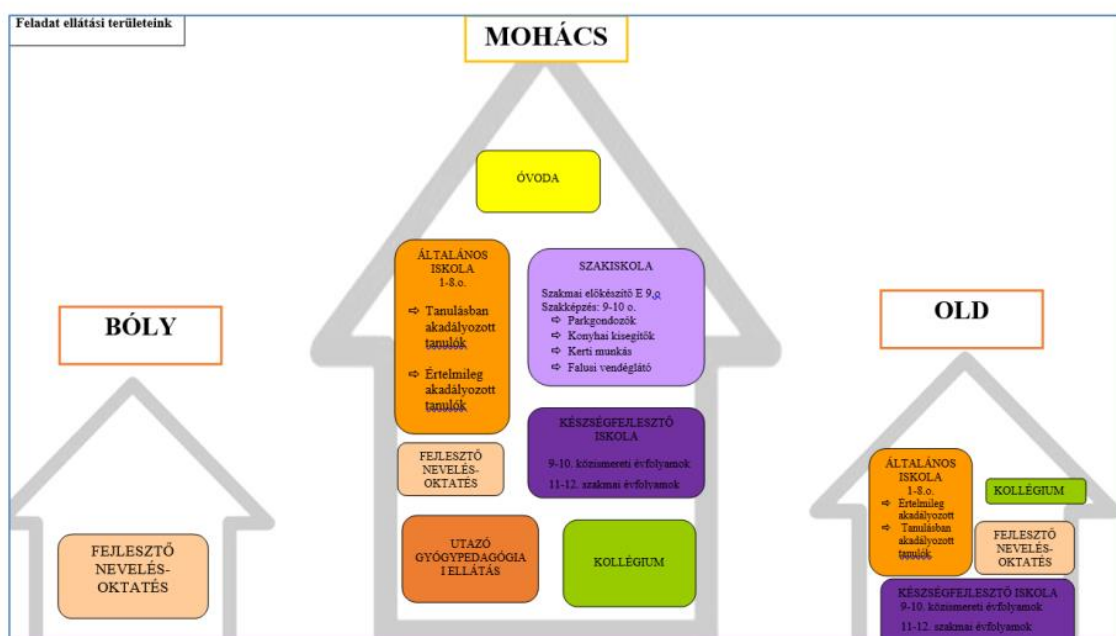 Feladat ellátási területeink
MOHÁCS
ÓVODA
ÁLTALÁNOS
ISKOLA
1-8.o.
⇨ Tanulásban
akadályozott
tanulók
⇨ Értelmileg
akadályozott
tanulók
SZAKISKOLA
Szakmai előkészítő E 9.o
Szakképzés: 9-10 o.
⇨ Parkgondozók
⇨ Konyhai kisegítők
⇨ Kerti munkás
⇨ Falusi vendéglátó
FEJLESZTŐ
NEVELÉS-
OKTATÉS
KÉSZSÉGFEJLESZTŐ
ISKOLA
9-10. közismereti évfolyamok
11-12. szakmai évfolyamok
UTAZÓ
GYÓGYPEDAGÓGIA
I ELLÁTÁS
KOLLÉGIUM
BÓLY
FEJLESZTŐ
NEVELÉS-
OKTATÉS
OLD
ÁLTALÁNOS
ISKOLA
1-8.o.
⇨ Értelmileg
akadályozott
⇨ Tanulásban
akadályozott
tanulók
KOLLÉGIUM
FEJLESZTŐ
NEVELÉS-
OKTATÉS
KÉSZSÉGFEJLESZTŐ ISKOLA
9-10. közismereti évfolyamok
11-12. szakmai évfolyamok